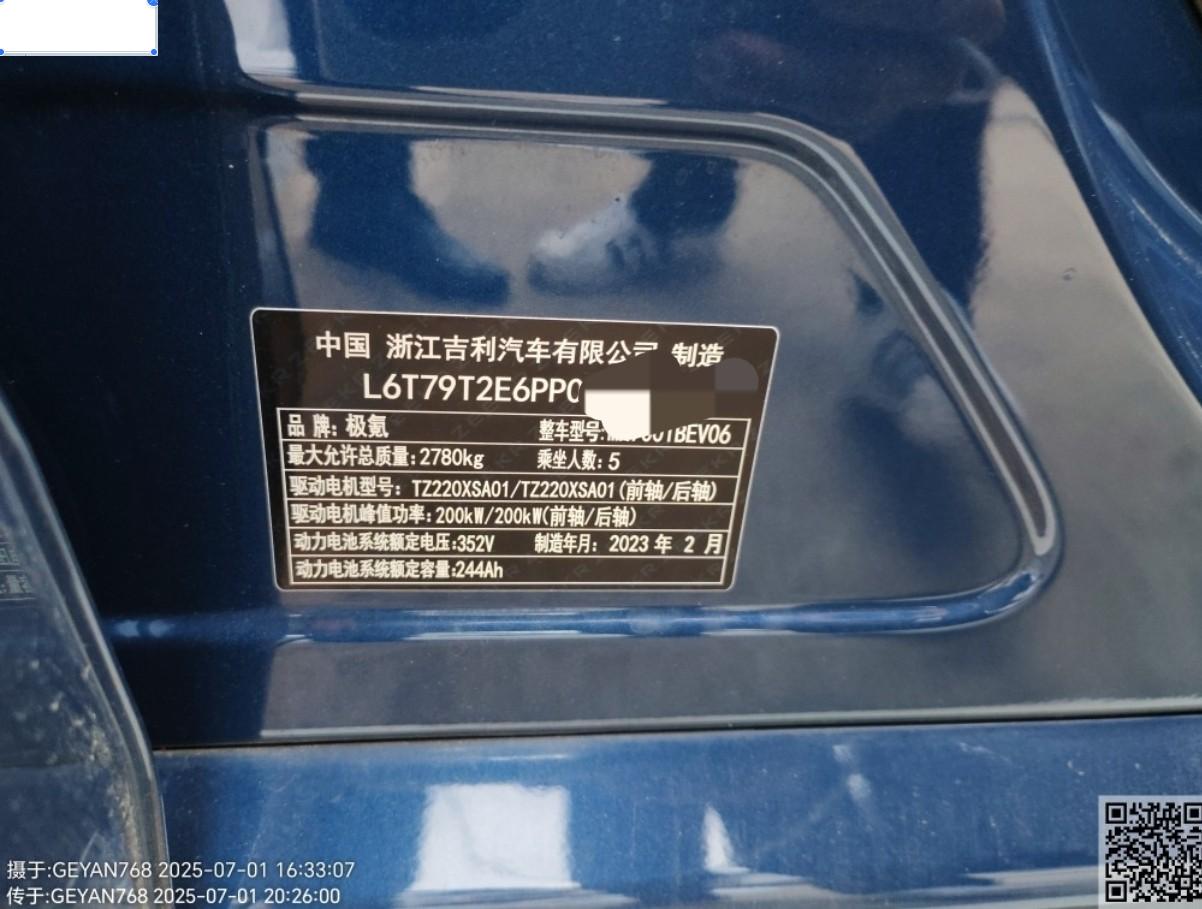 中国 浙江吉利汽车有限公司 制造
L6T79T2E6PP0
品 牌: 极氪 整车型号: BEV06
最大允许总质量:2780kg 乘坐人数: 5
驱动电机型号: TZ220XSA01/TZ220XSA01(前轴/后轴)
驱动电机峰值功率:200kW/200kW(前轴/后轴)
动力电池系统额定电压:352V 制造年月: 2023 年 2 月
动力电池系统额定容量:244Ah
摄于:GEYAN768 2025-07-01 16:33:07
传于:GEYAN768 2025-07-01 20:26:00